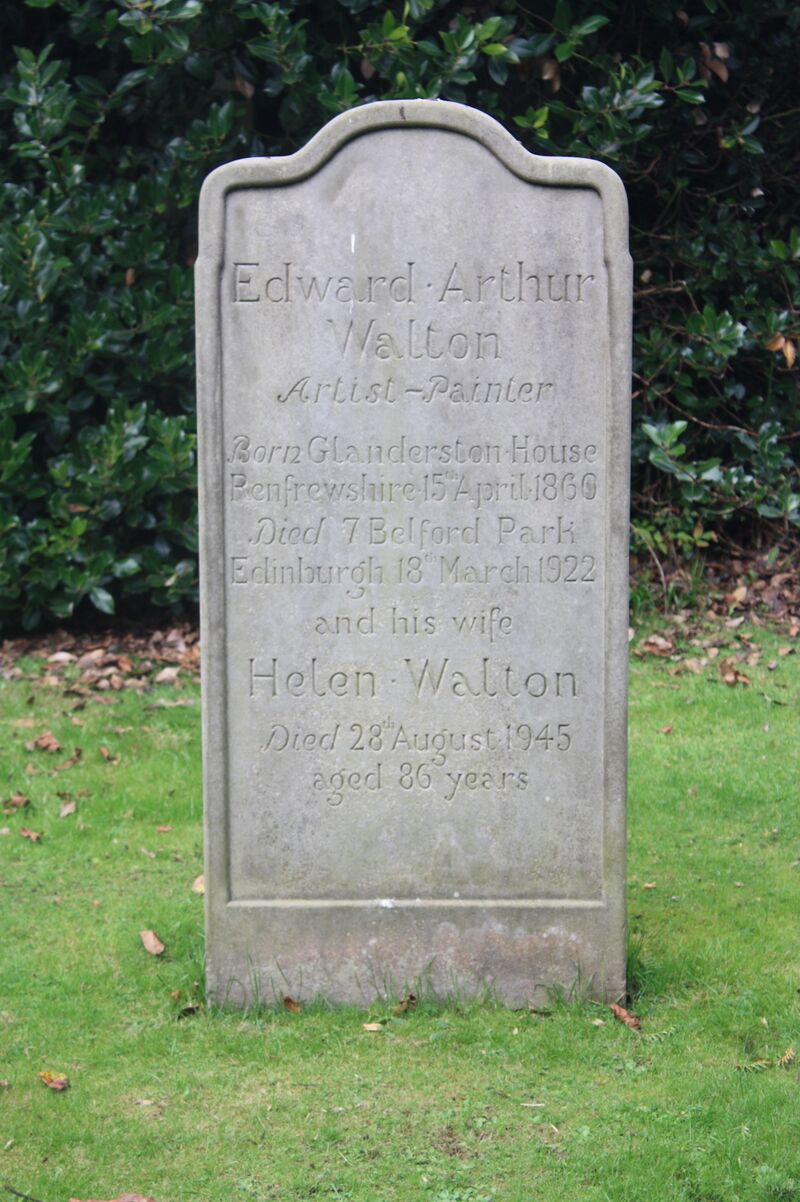 Edward · Arthur
Walton
Artist - Painter
Born Glanderston · House
Renfrewshire · 15th April · 1860
Died 7 Belford Park
Edinburgh 18th March 1922
and his wife
Helen · Walton
Died 28th August · 1945
aged 86 years